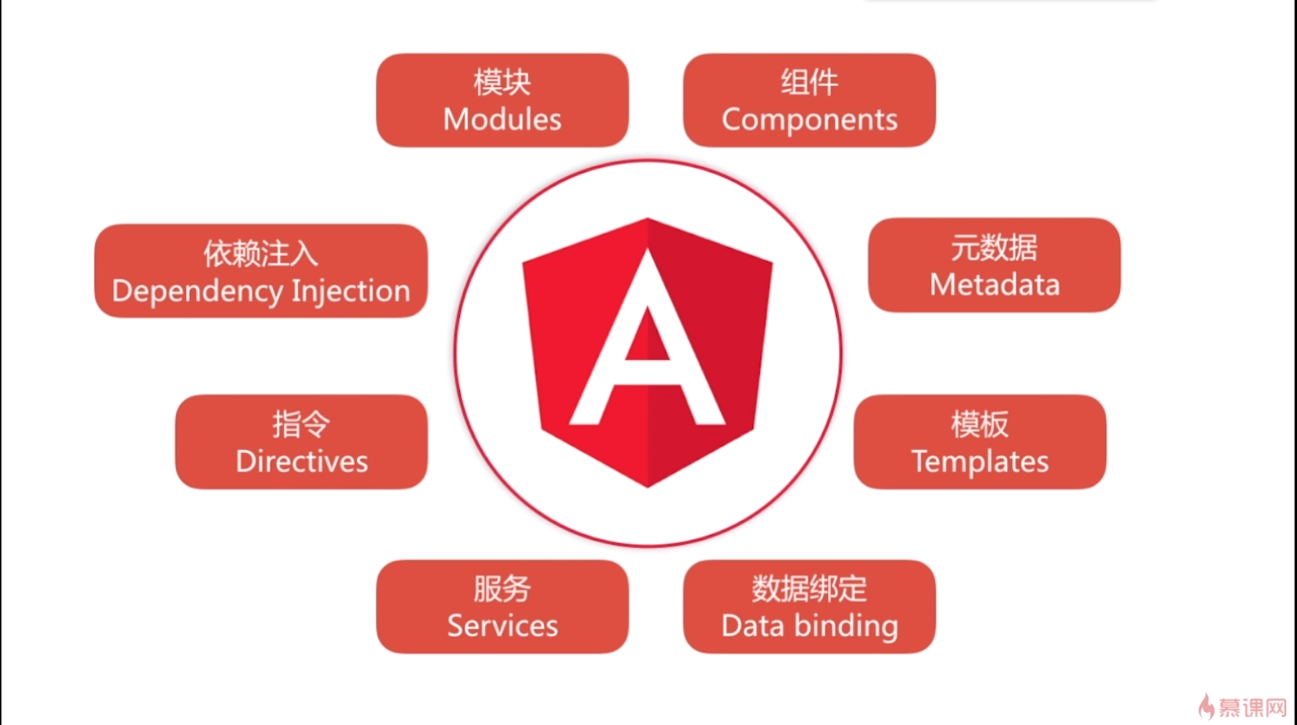 模块
Modules
组件
Components
依赖注入
Dependency Injection
元数据
Metadata
指令
Directives
模板
Templates
服务
Services
数据绑定
Data binding
慕课网